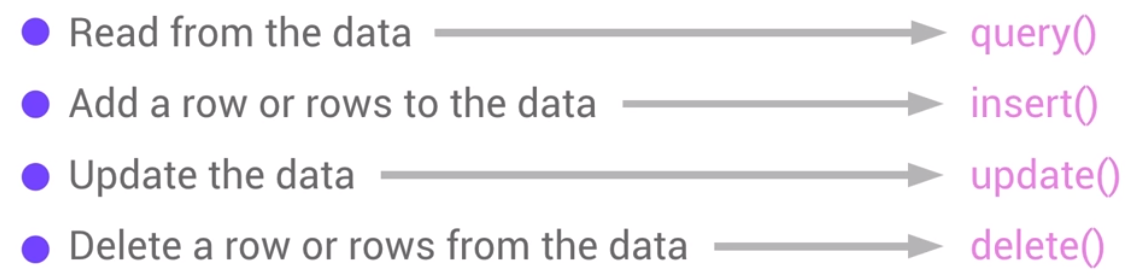 Read from the data query()
Add a row or rows to the data insert()
Update the data update()
Delete a row or rows from the data delete()